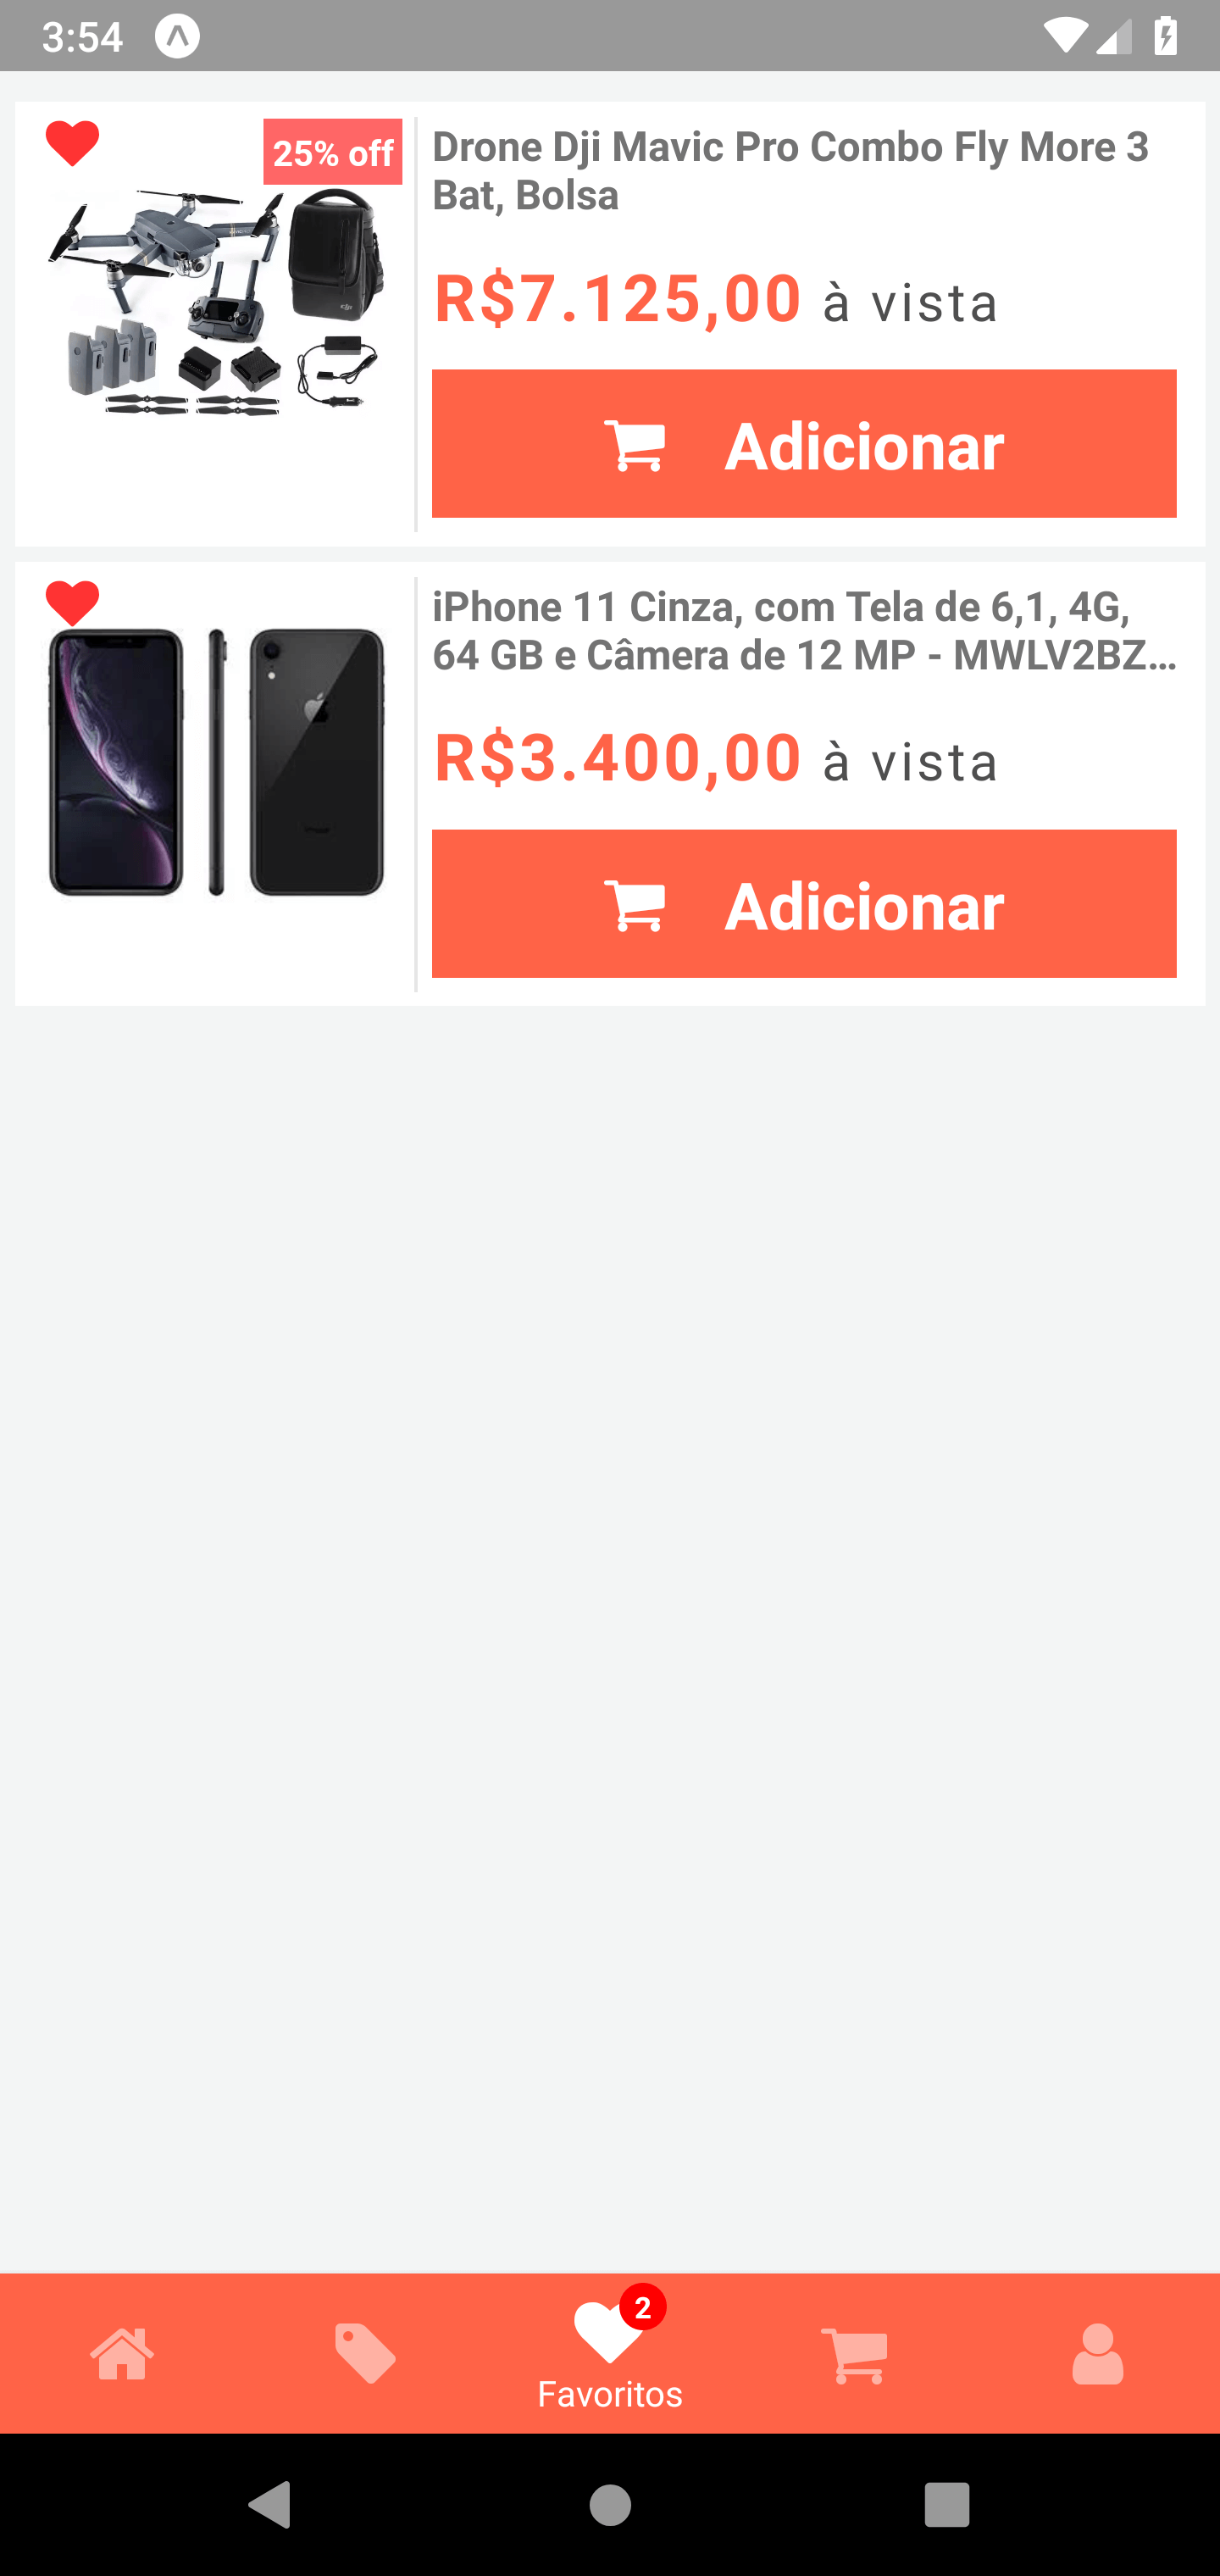 3:54
25% off
Drone Dji Mavic Pro Combo Fly More 3
Bat, Bolsa
R$7.125,00 à vista
Adicionar
iPhone 11 Cinza, com Tela de 6,1, 4G,
64 GB e Câmera de 12 MP - MWLV2BZ…
R$3.400,00 à vista
Adicionar
2
Favoritos